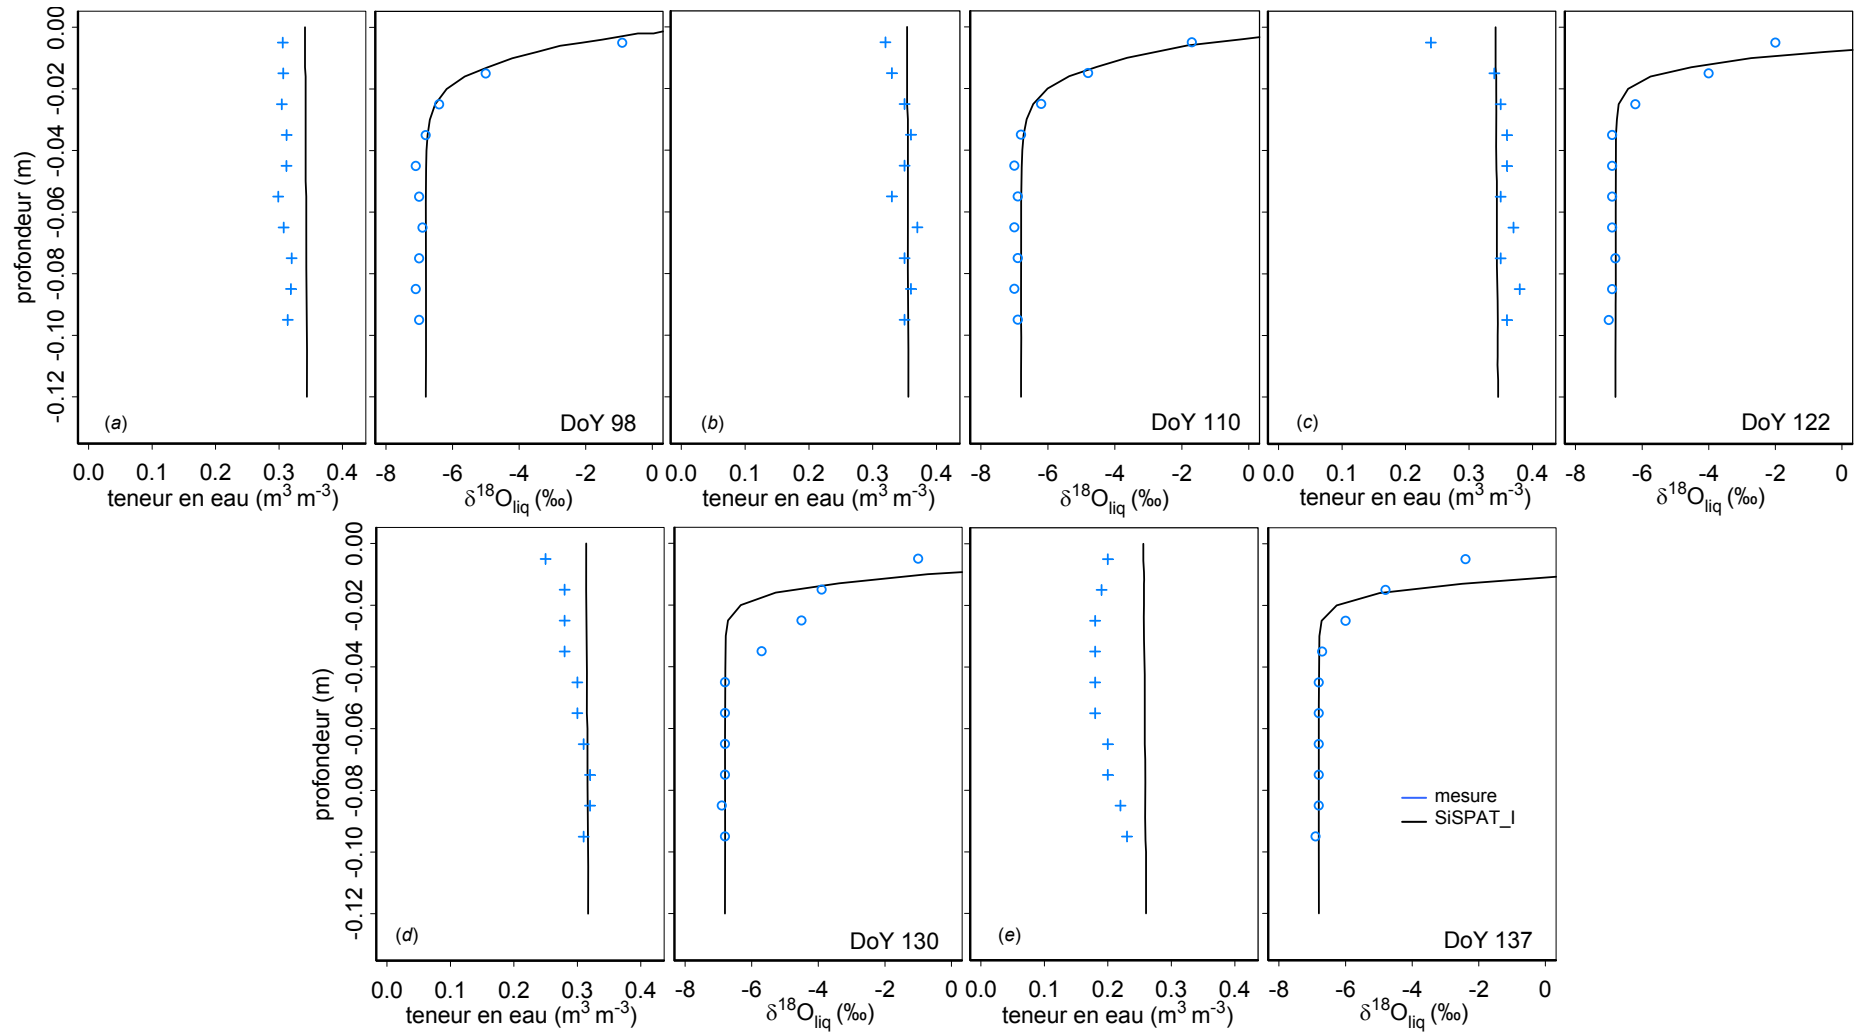 profondeur (m)
0.00
-0.02
-0.04
-0.06
-0.08
-0.10
-0.12
(a)
DoY 98
(b)
DoY 110
(c)
DoY 122
0.0 0.1 0.2 0.3 0.4
-8 -6 -4 -2 0
0.0 0.1 0.2 0.3 0.4
-8 -6 -4 -2 0
0.0 0.1 0.2 0.3 0.4
-8 -6 -4 -2 0
teneur en eau (m³ m⁻³)
δ¹⁸O_liq (‰)
teneur en eau (m³ m⁻³)
δ¹⁸O_liq (‰)
teneur en eau (m³ m⁻³)
δ¹⁸O_liq (‰)
profondeur (m)
0.00
-0.02
-0.04
-0.06
-0.08
-0.10
-0.12
(d)
DoY 130
(e)
mesure
SiSPAT_I
DoY 137
0.0 0.1 0.2 0.3 0.4
-8 -6 -4 -2 0
0.0 0.1 0.2 0.3 0.4
-8 -6 -4 -2 0
teneur en eau (m³ m⁻³)
δ¹⁸O_liq (‰)
teneur en eau (m³ m⁻³)
δ¹⁸O_liq (‰)